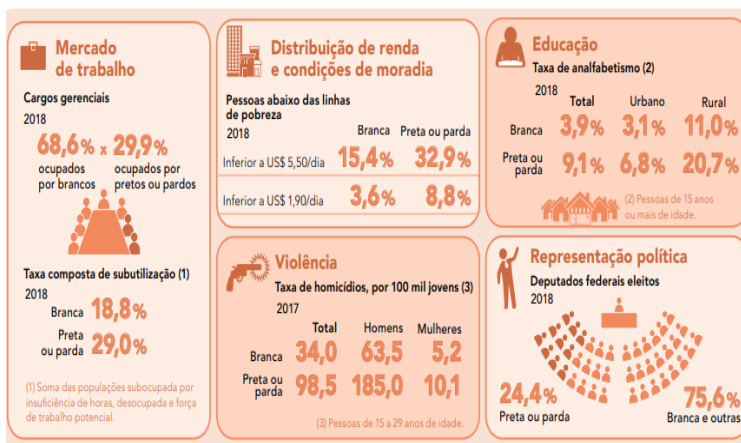 Mercado
de trabalho
Cargos gerenciais
2018
68,6% x 29,9%
ocupados por brancos
ocupados por pretos ou pardos
Taxa composta de subutilização (1)
2018
Branca 18,8%
Preta
ou parda 29,0%
(1) Soma das populações subocupada por
insuficiência de horas, desocupada e força
de trabalho potencial.
Distribuição de renda
e condições de moradia
Pessoas abaixo das linhas
de pobreza
2018
Branca Preta ou parda
Inferior a US$ 5,50/dia 15,4% 32,9%
Inferior a US$ 1,90/dia 3,6% 8,8%
Educação
Taxa de analfabetismo (2)
2018
Total Urbano Rural
Branca 3,9% 3,1% 11,0%
Preta ou
parda 9,1% 6,8% 20,7%
(2) Pessoas de 15 anos
ou mais de idade.
Violência
Taxa de homicídios, por 100 mil jovens (3)
2017
Total Homens Mulheres
Branca 34,0 63,5 5,2
Preta ou
parda 98,5 185,0 10,1
(3) Pessoas de 15 a 29 anos de idade.
Representação política
Deputados federais eleitos
2018
24,4%
Preta ou parda
75,6%
Branca e outras